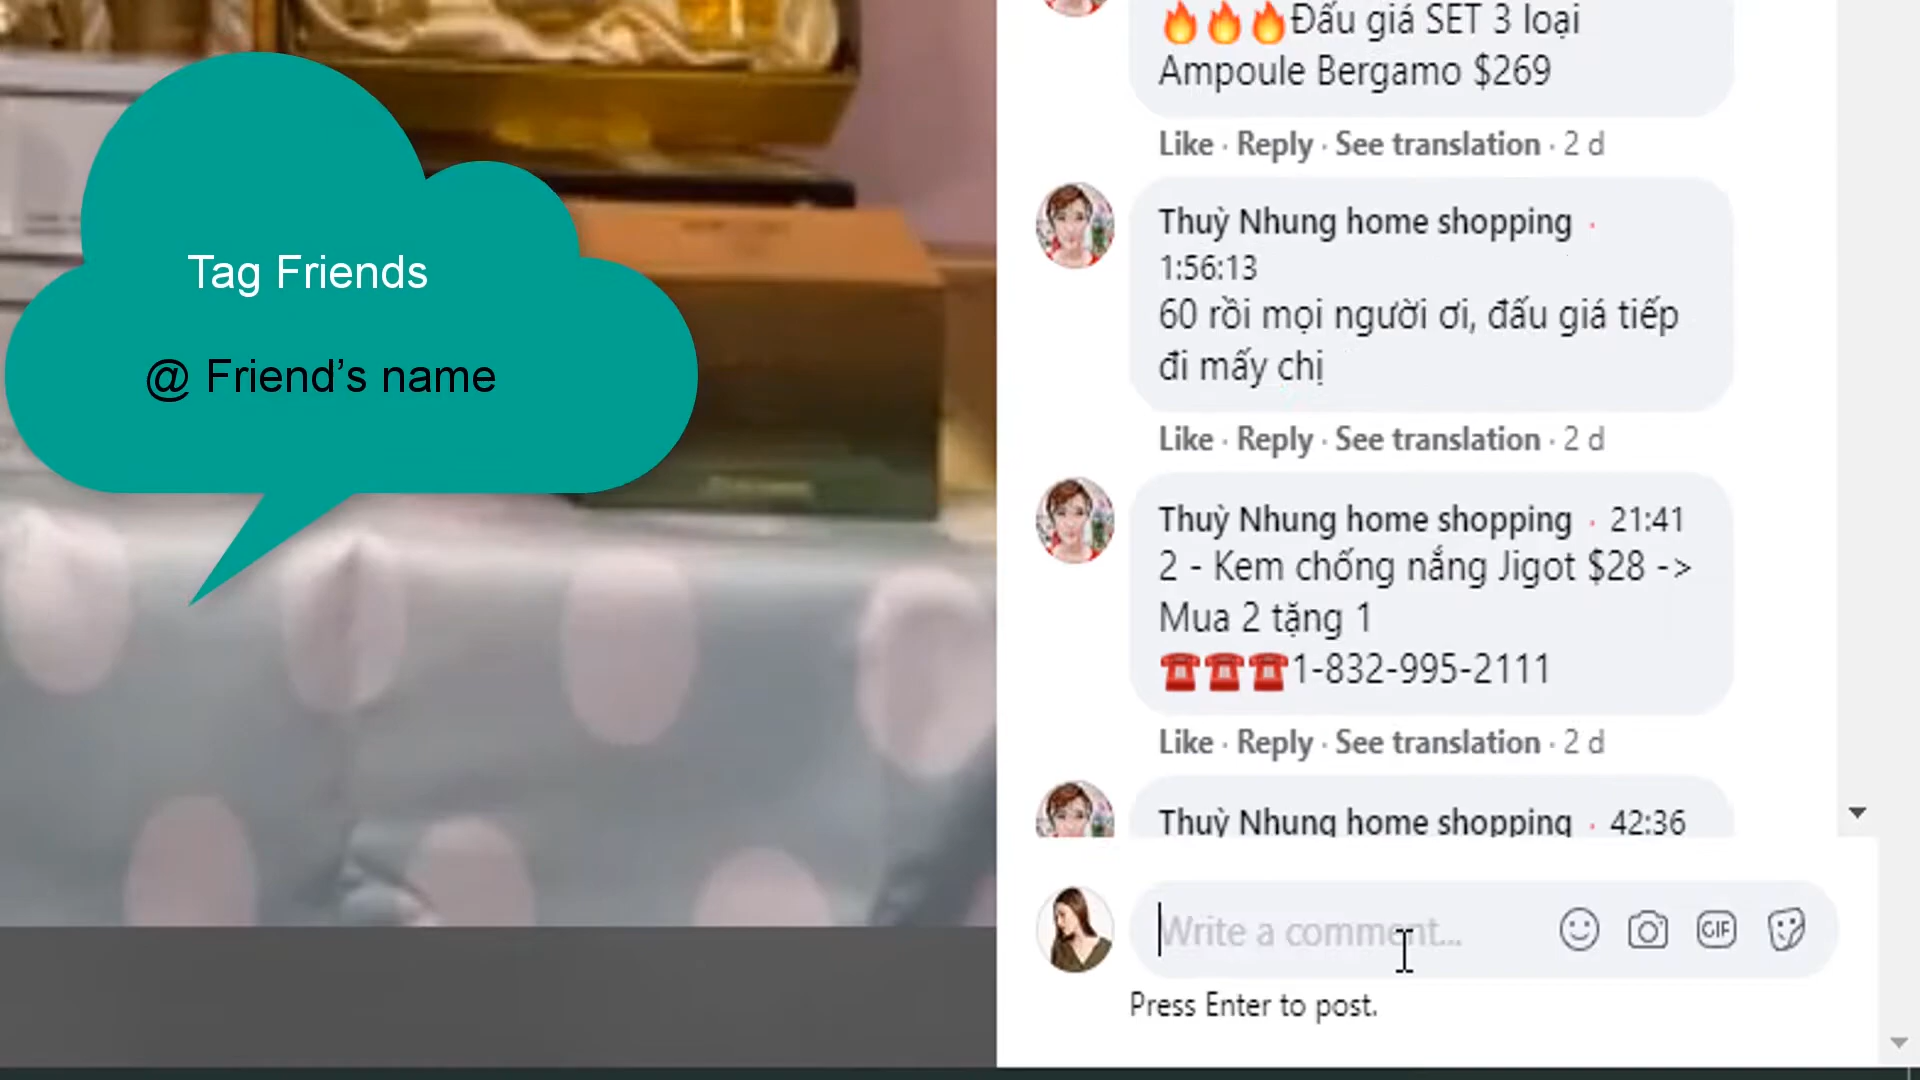 Tag Friends
@ Friend’s name
🔥🔥🔥Đấu giá SET 3 loại
Ampoule Bergamo $269
Like · Reply · See translation · 2 d
Thuỳ Nhung home shopping ·
1:56:13
60 rồi mọi người ơi, đấu giá tiếp
đi mấy chị
Like · Reply · See translation · 2 d
Thuỳ Nhung home shopping · 21:41
2 - Kem chống nắng Jigot $28 ->
Mua 2 tặng 1
☎️☎️☎️1-832-995-2111
Like · Reply · See translation · 2 d
Thuỳ Nhung home shopping · 42:36
Write a comment...
GIF
Press Enter to post.